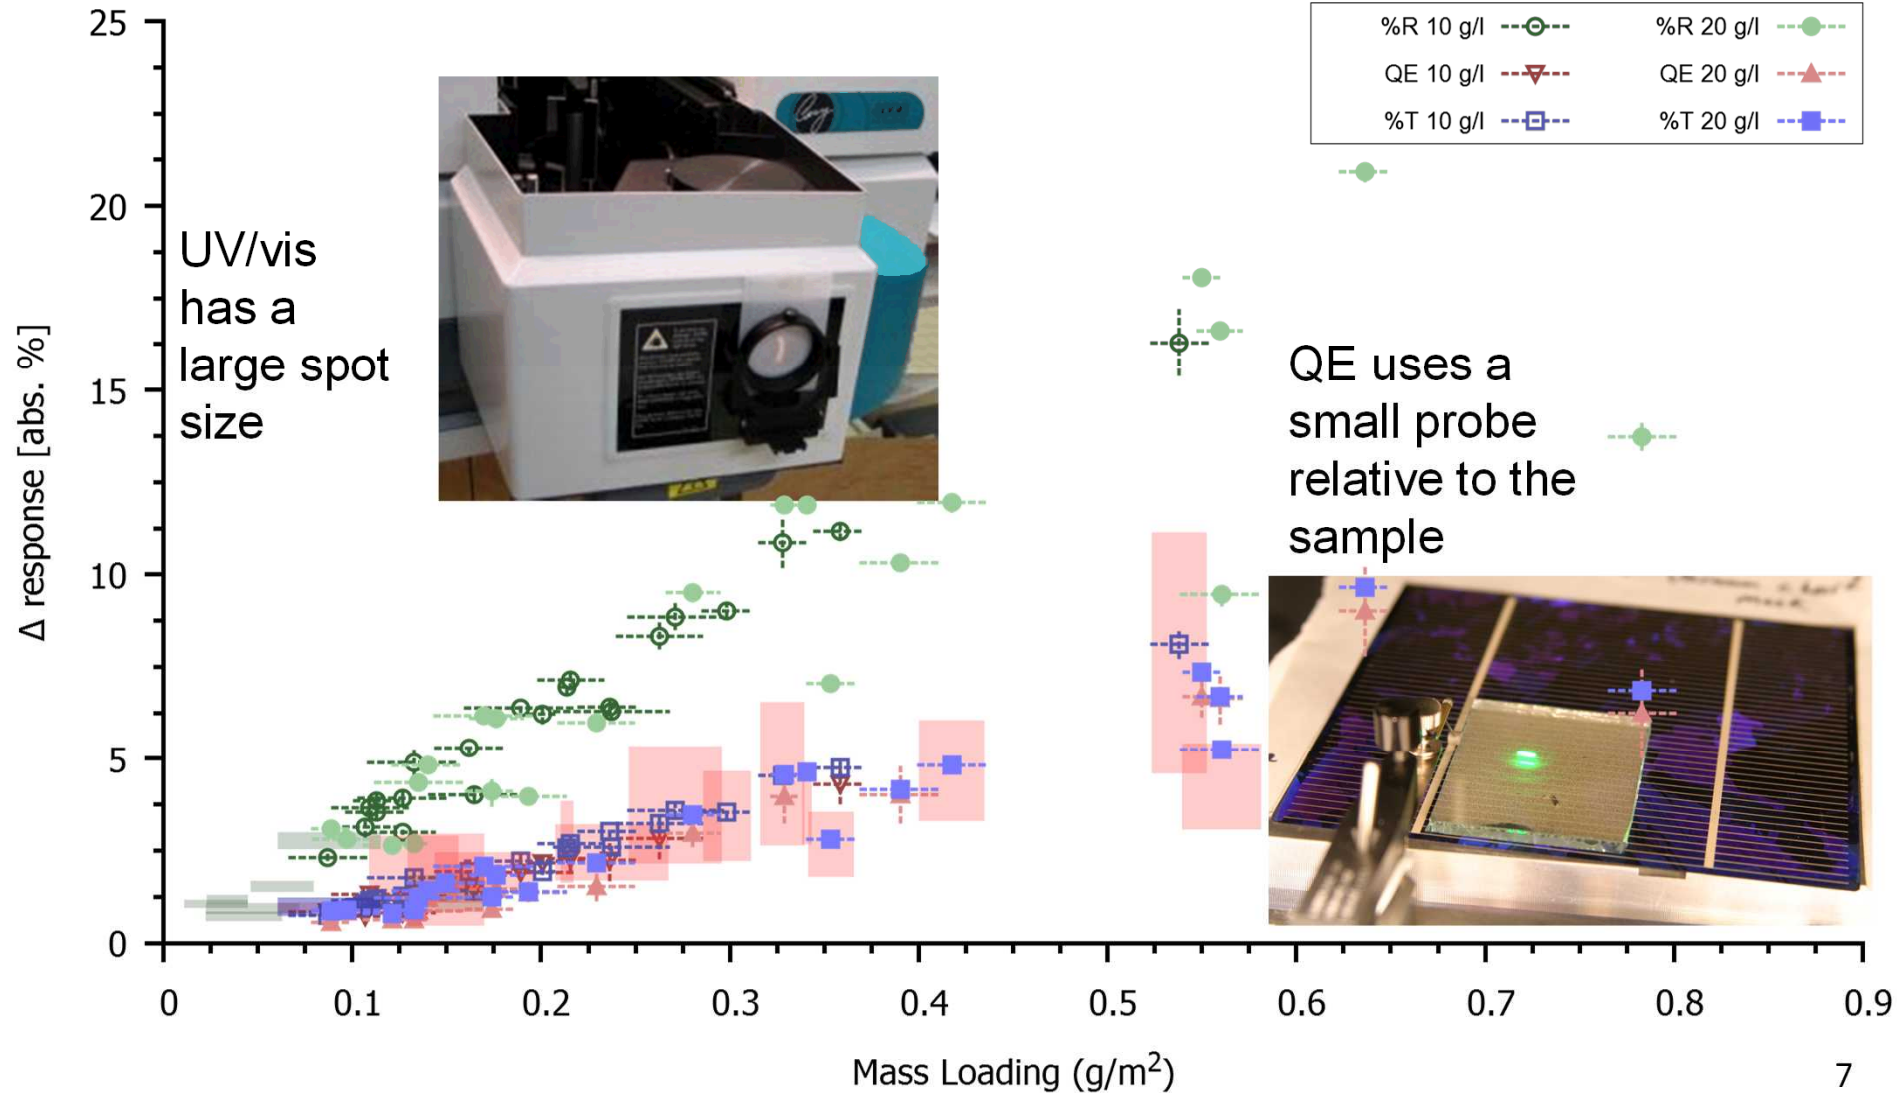 25
20
15
10
5
0
Δ response [abs. %]
%R 10 g/l
%R 20 g/l
QE 10 g/l
QE 20 g/l
%T 10 g/l
%T 20 g/l
UV/vis
has a
large spot
size
QE uses a
small probe
relative to the
sample
0 0.1 0.2 0.3 0.4 0.5 0.6 0.7 0.8 0.9
Mass Loading (g/m²)
7